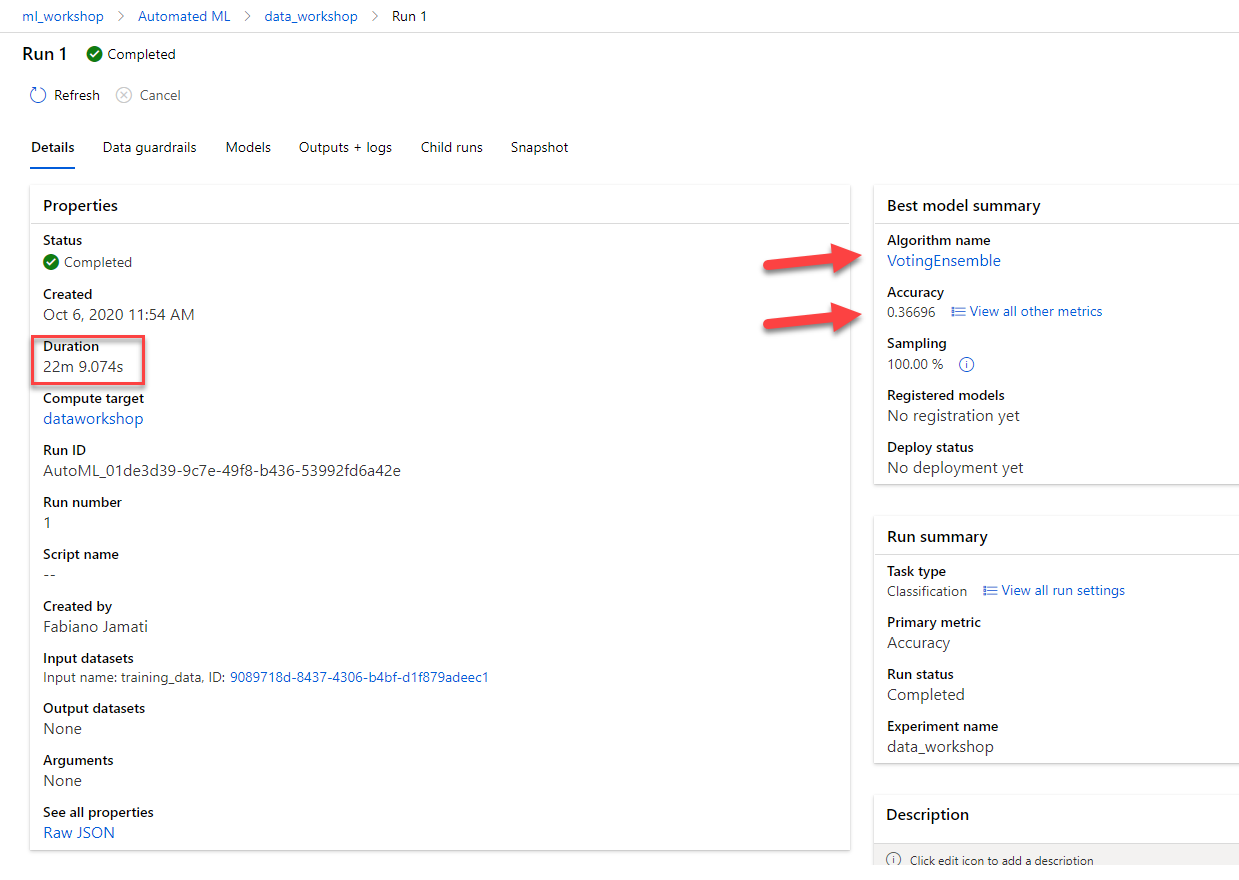 ml_workshop > Automated ML > data_workshop > Run 1
Run 1 Completed
Refresh Cancel
Details Data guardrails Models Outputs + logs Child runs Snapshot
Properties
Status
Completed
Created
Oct 6, 2020 11:54 AM
Duration
22m 9.074s
Compute target
dataworkshop
Run ID
AutoML_01de3d39-9c7e-49f8-b436-53992fd6a42e
Run number
1
Script name
--
Created by
Fabiano Jamati
Input datasets
Input name: training_data, ID: 9089718d-8437-4306-b4bf-d1f879adeec1
Output datasets
None
Arguments
None
See all properties
Raw JSON
Best model summary
Algorithm name
VotingEnsemble
Accuracy
0.36696 View all other metrics
Sampling
100.00 %
Registered models
No registration yet
Deploy status
No deployment yet
Run summary
Task type
Classification View all run settings
Primary metric
Accuracy
Run status
Completed
Experiment name
data_workshop
Description
Click edit icon to add a description